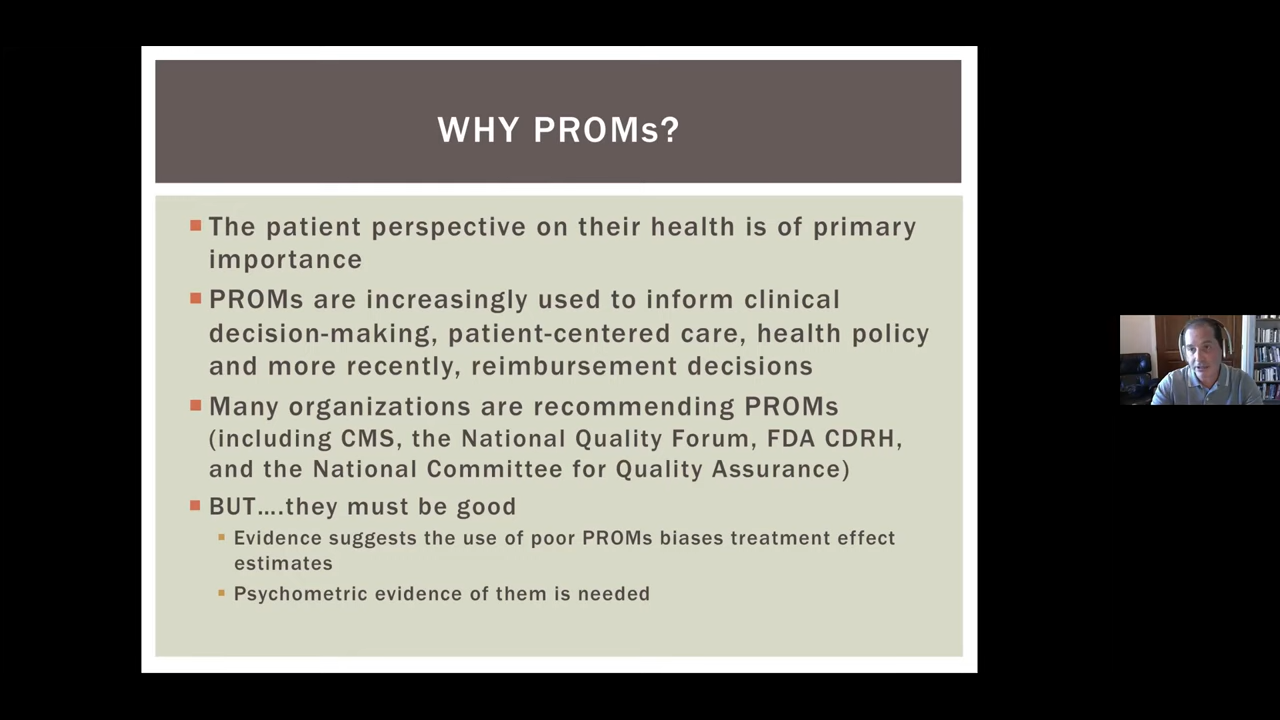 WHY PROMs?
The patient perspective on their health is of primary
importance
PROMs are increasingly used to inform clinical
decision-making, patient-centered care, health policy
and more recently, reimbursement decisions
Many organizations are recommending PROMs
(including CMS, the National Quality Forum, FDA CDRH,
and the National Committee for Quality Assurance)
BUT....they must be good
Evidence suggests the use of poor PROMs biases treatment effect
estimates
Psychometric evidence of them is needed